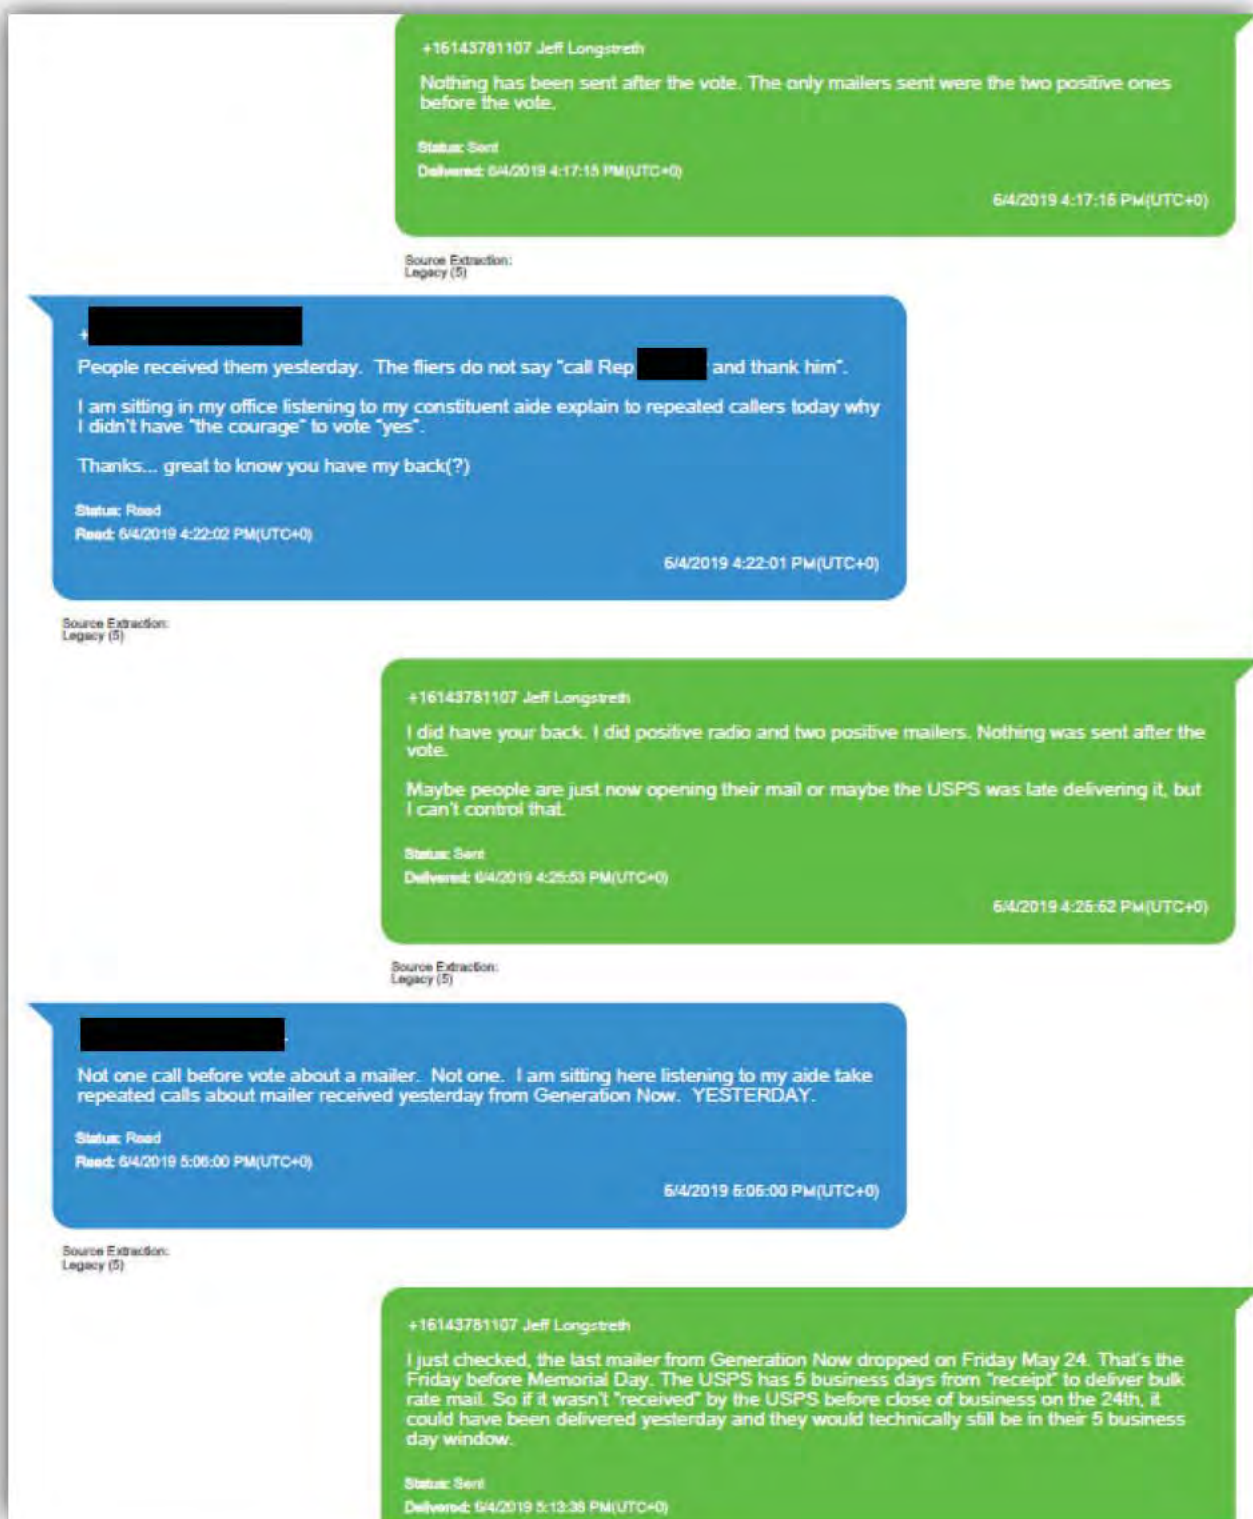 +16143781107 Jeff Longstreth
Nothing has been sent after the vote. The only mailers sent were the two positive ones
before the vote.
Status: Sent
Delivered: 6/4/2019 4:17:15 PM(UTC+0)
6/4/2019 4:17:15 PM(UTC+0)
Source Extraction:
Legacy (5)
+
People received them yesterday. The fliers do not say "call Rep and thank him".
I am sitting in my office listening to my constituent aide explain to repeated callers today why
I didn't have "the courage" to vote "yes".
Thanks... great to know you have my back(?)
Status: Read
Read: 6/4/2019 4:22:02 PM(UTC+0)
6/4/2019 4:22:01 PM(UTC+0)
Source Extraction:
Legacy (5)
+16143781107 Jeff Longstreth
I did have your back. I did positive radio and two positive mailers. Nothing was sent after the
vote.
Maybe people are just now opening their mail or maybe the USPS was late delivering it, but
I can't control that.
Status: Sent
Delivered: 6/4/2019 4:25:53 PM(UTC+0)
6/4/2019 4:25:52 PM(UTC+0)
Source Extraction:
Legacy (5)
Not one call before vote about a mailer. Not one. I am sitting here listening to my aide take
repeated calls about mailer received yesterday from Generation Now. YESTERDAY.
Status: Read
Read: 6/4/2019 5:06:00 PM(UTC+0)
6/4/2019 5:06:00 PM(UTC+0)
Source Extraction:
Legacy (5)
+16143781107 Jeff Longstreth
I just checked, the last mailer from Generation Now dropped on Friday May 24. That's the
Friday before Memorial Day. The USPS has 5 business days from "receipt" to deliver bulk
rate mail. So if it wasn't "received" by the USPS before close of business on the 24th, it
could have been delivered yesterday and they would technically still be in their 5 business
day window.
Status: Sent
Delivered: 6/4/2019 5:13:36 PM(UTC+0)